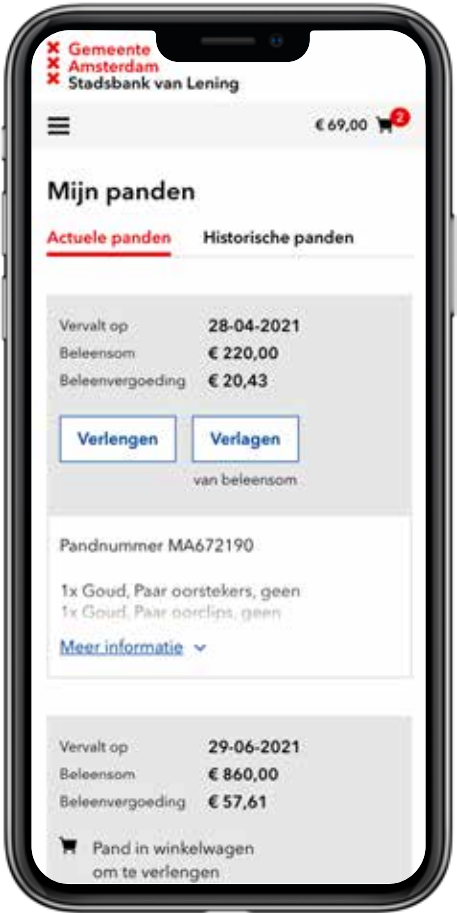 Gemeente
Amsterdam
Stadsbank van Lening
€ 69,00 2
Mijn panden
Actuele panden Historische panden
Vervalt op 28-04-2021
Beleensom € 220,00
Beleenvergoeding € 20,43
Verlengen Verlagen
van beleensom
Pandnummer MA672190
1x Goud, Paar oorstekers, geen
1x Goud, Paar oorclips, geen
Meer informatie
Vervalt op 29-06-2021
Beleensom € 860,00
Beleenvergoeding € 57,61
Pand in winkelwagen
om te verlengen